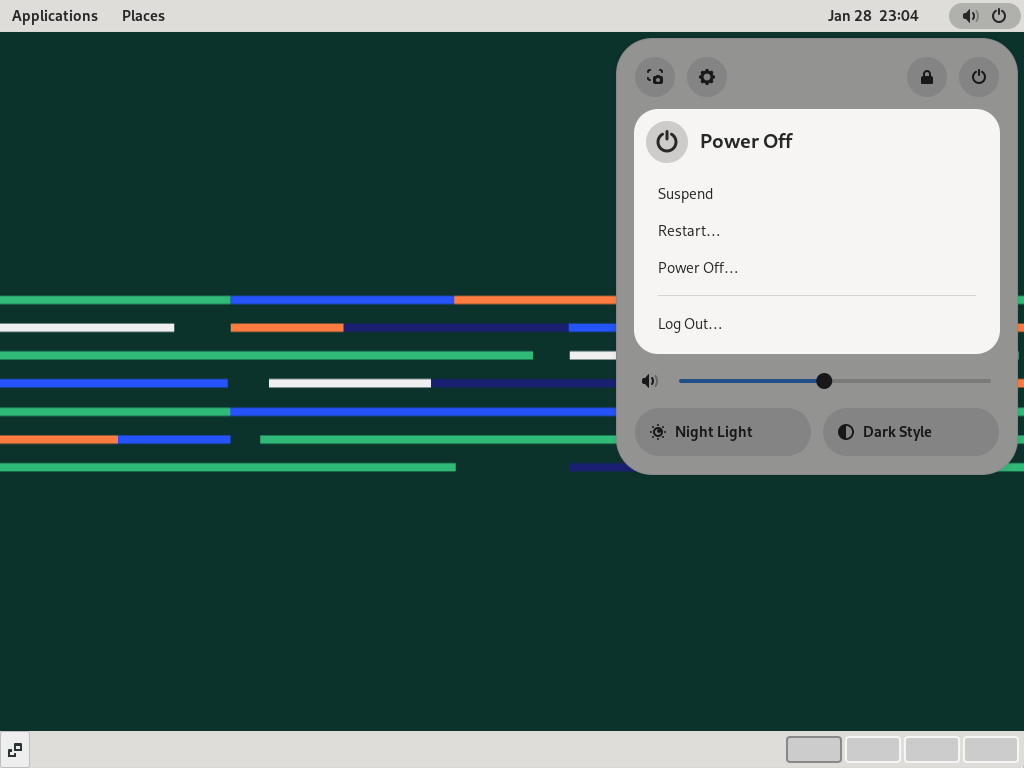 Applications Places Jan 28 23:04
Power Off
Suspend
Restart…
Power Off…
Log Out…
Night Light Dark Style